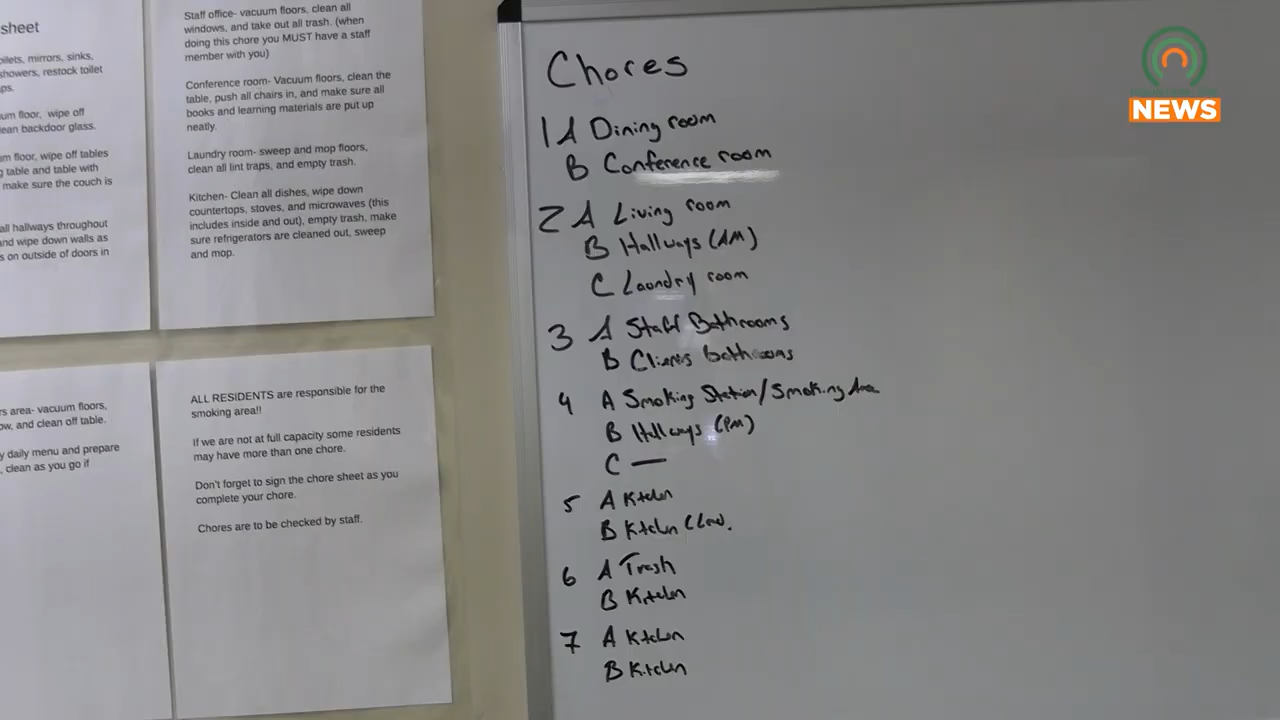 sheet
oilets, mirrors, sinks,
showers, restock toilet
ps.
um floor, wipe off
ean backdoor glass.
m floor, wipe off tables
g table and table with
make sure the couch is
all hallways throughout
nd wipe down walls as
s on outside of doors in
Staff office- vacuum floors, clean all
windows, and take out all trash. (when
doing this chore you MUST have a staff
member with you)
Conference room- Vacuum floors, clean the
table, push all chairs in, and make sure all
books and learning materials are put up
neatly.
Laundry room- sweep and mop floors,
clean all lint traps, and empty trash.
Kitchen- Clean all dishes, wipe down
countertops, stoves, and microwaves (this
includes inside and out), empty trash, make
sure refrigerators are cleaned out, sweep
and mop.
rs area- vacuum floors,
ow, and clean off table.
y daily menu and prepare
, clean as you go if
ALL RESIDENTS are responsible for the
smoking area!!
If we are not at full capacity some residents
may have more than one chore.
Don't forget to sign the chore sheet as you
complete your chore.
Chores are to be checked by staff.
Chores
1 A Dining room
B Conference room
2 A Living room
B Hallways (AM)
C Laundry room
3 A Staff Bathrooms
B Clients bathrooms
4 A Smoking Station/Smoking Area
B Hallways (PM)
C —
5 A Kitchen
B Kitchen
6 A Trash
B Kitchen
7 A Kitchen
B Kitchen
NEWS